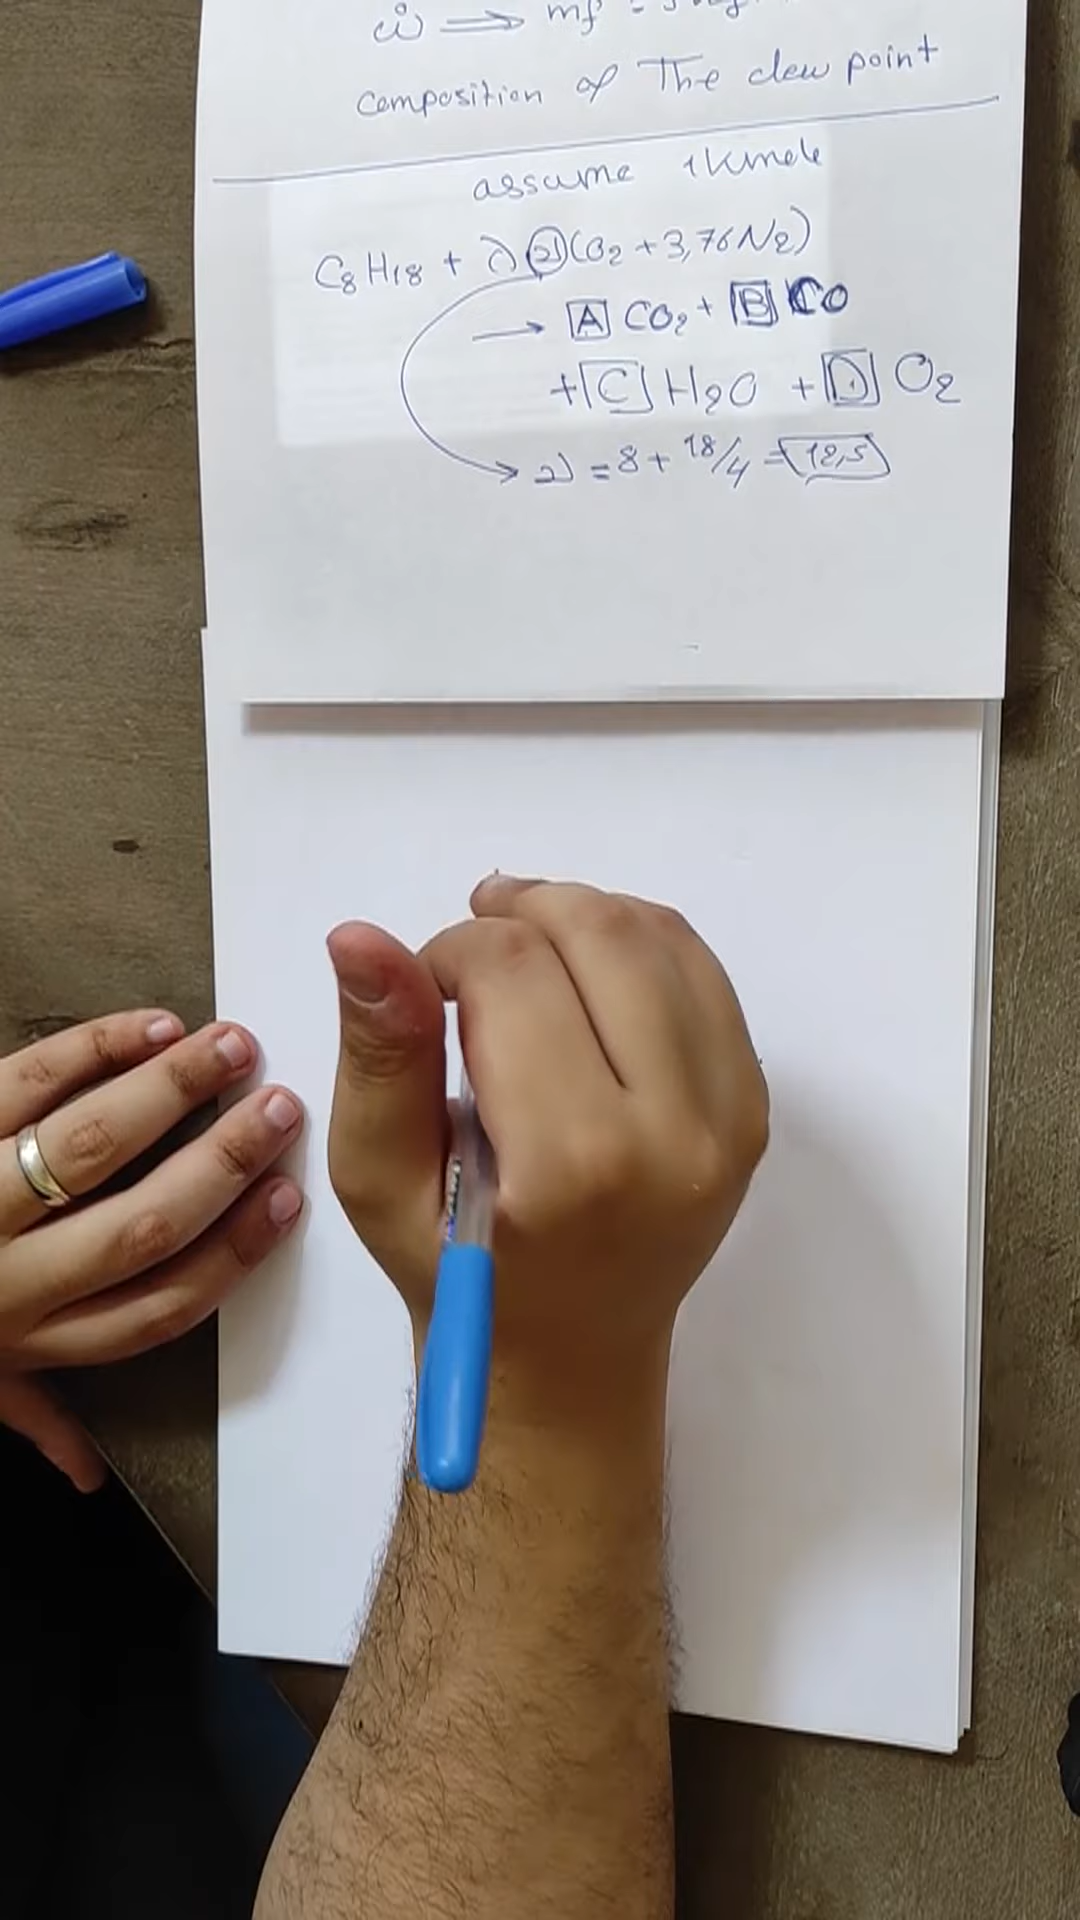 ẇ ⟹ mf
composition of The dew point
assume 1kmole
C8H18 + λ (O2 + 3,76N2)
→ A CO2 + B CO
+ C H2O + D O2
= 8 + 18/4 = 12,5